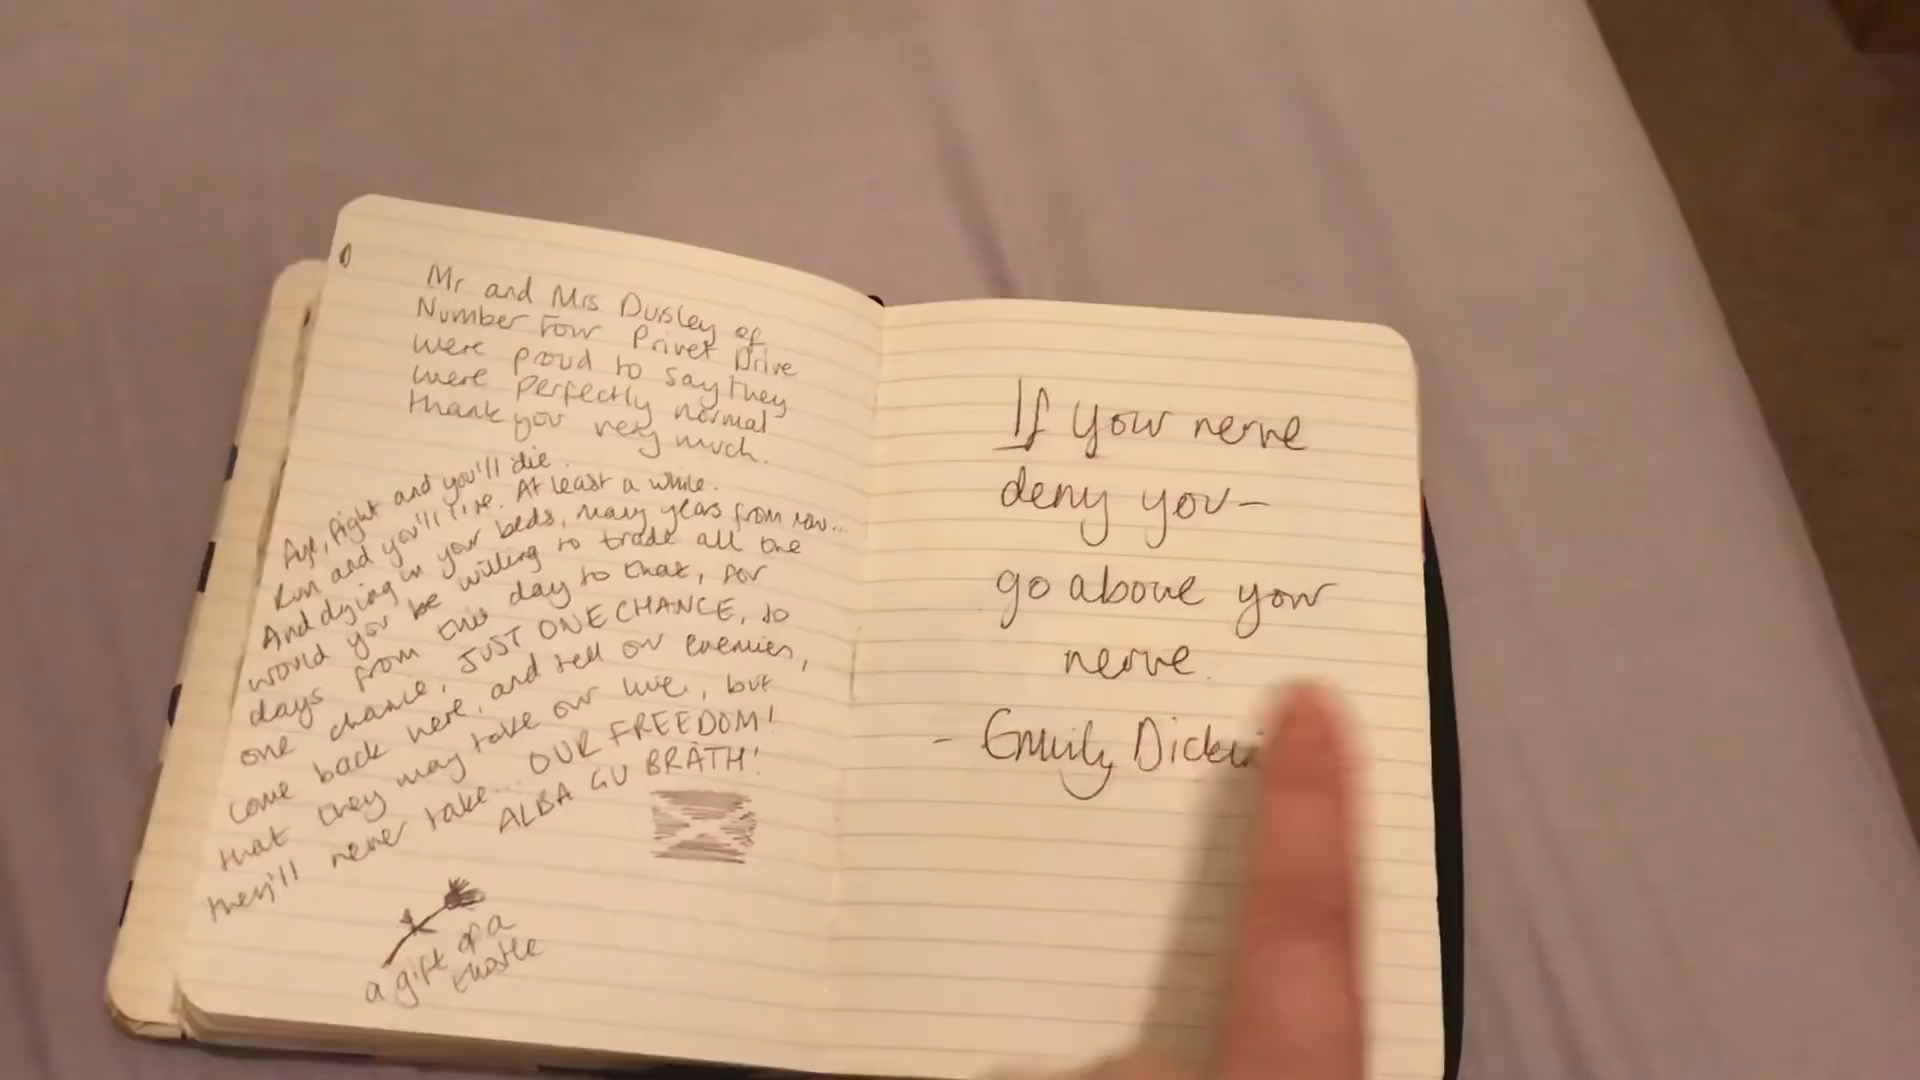 Mr and Mrs Dursley of
Number Four Privet Drive
were proud to say they
were perfectly normal
thank you very much.
Aye, fight and you'll die.
Run and you'll live. At least a while.
And dying in your beds, many years from now...
would you be willing to trade all the
days from this day to that, for
one chance, JUST ONE CHANCE, to
come back here, and tell our enemies,
that they may take our live, but
they'll never take... OUR FREEDOM!
ALBA GU BRÀTH!
a gift of a
thistle
If your nerve
deny you—
go above your
nerve.
- Emily